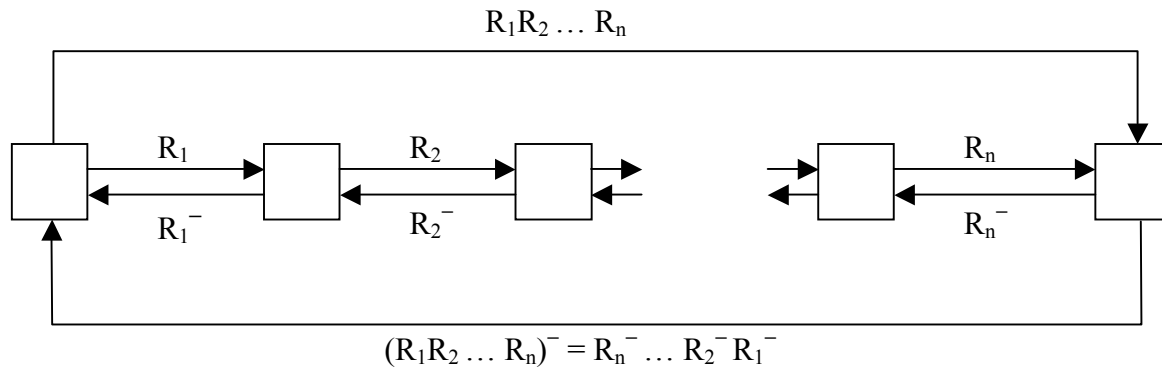 R₁R₂ … Rₙ
R₁ R₂ Rₙ
R₁⁻ R₂⁻ Rₙ⁻
(R₁R₂ … Rₙ)⁻ = Rₙ⁻ … R₂⁻ R₁⁻